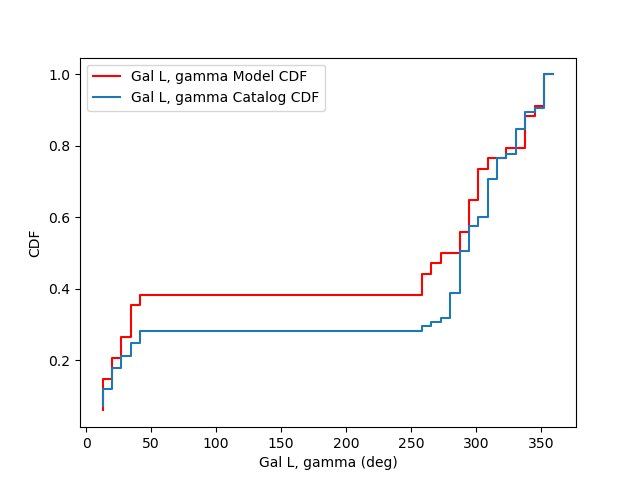 Gal L, gamma Model CDF
Gal L, gamma Catalog CDF
1.0
0.8
0.6
0.4
0.2
CDF
0 50 100 150 200 250 300 350
Gal L, gamma (deg)